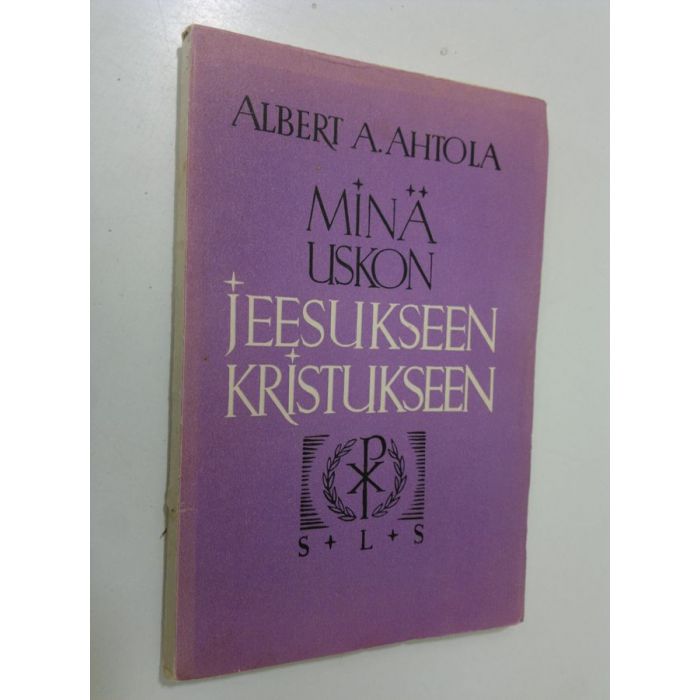 ALBERT A. AHTOLA
MINÄ
USKON
JEESUKSEEN
KRISTUKSEEN
S + L + S